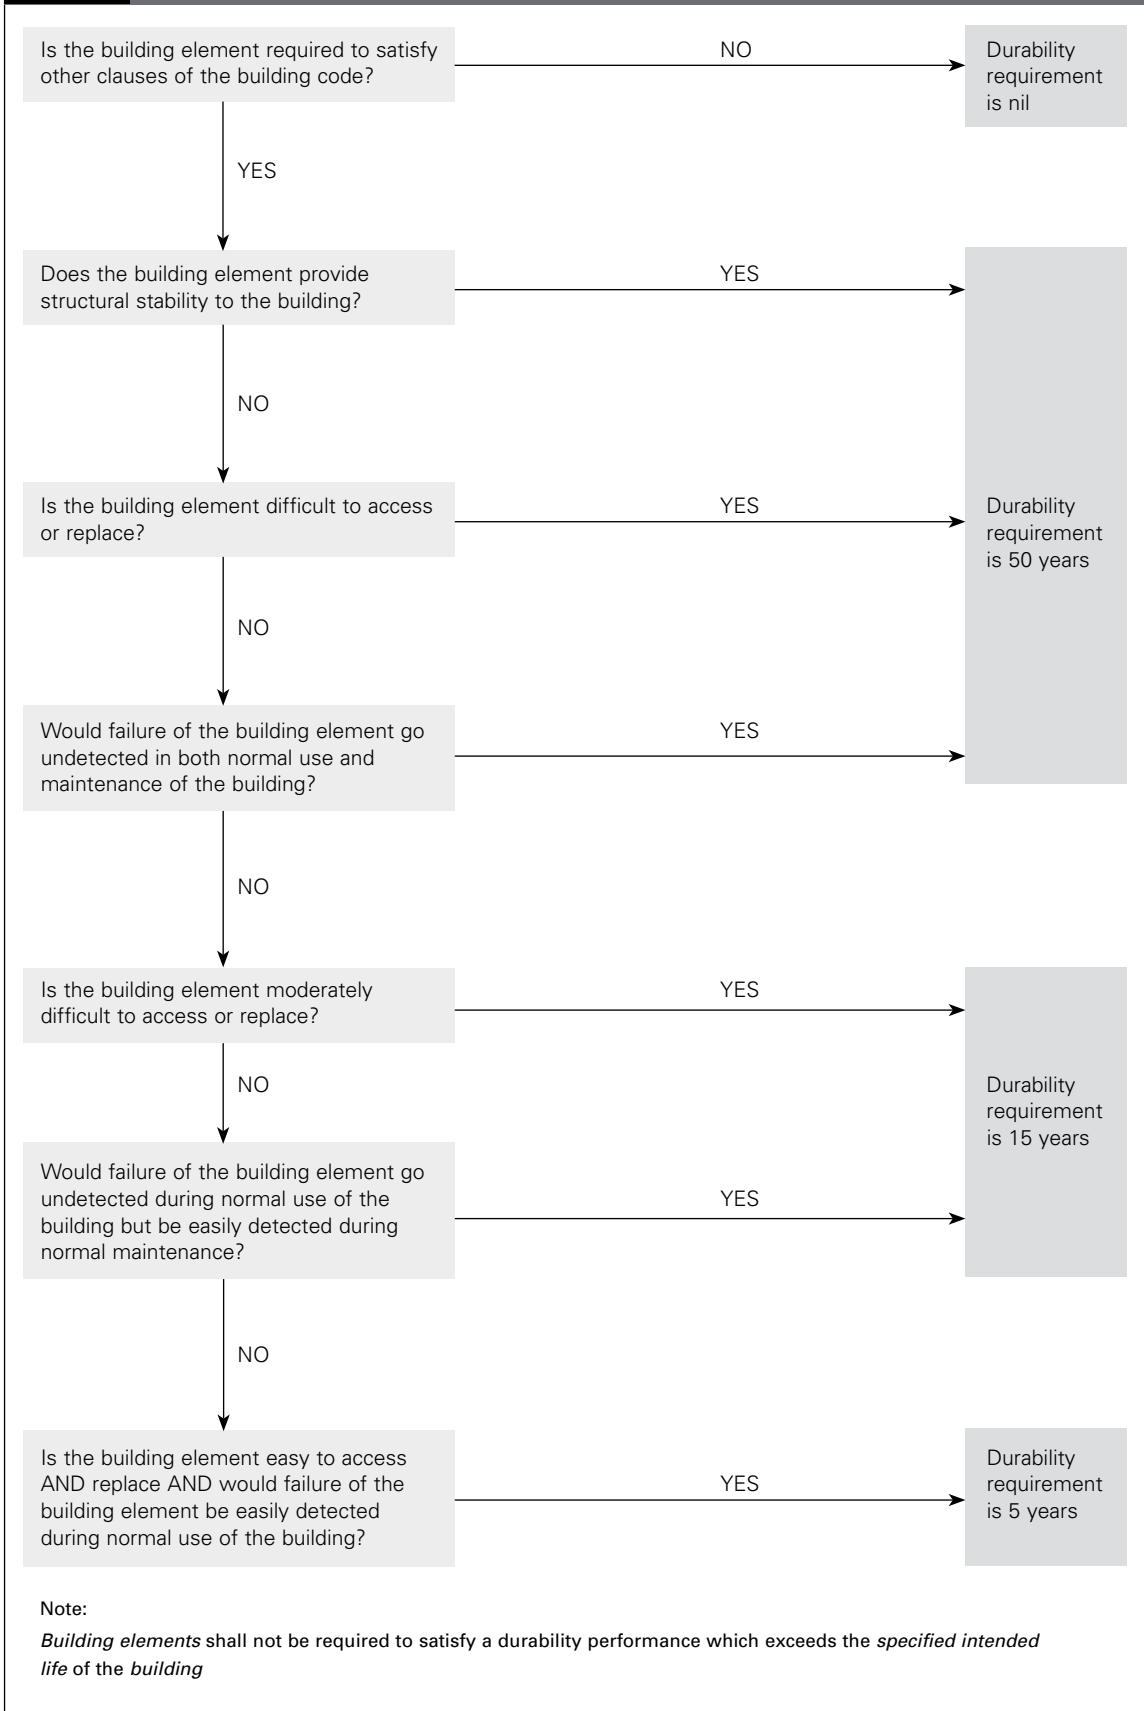 Is the building element required to satisfy
other clauses of the building code?
NO
Durability
requirement
is nil
YES
Does the building element provide
structural stability to the building?
YES
NO
Is the building element difficult to access
or replace?
YES
Durability
requirement
is 50 years
NO
Would failure of the building element go
undetected in both normal use and
maintenance of the building?
YES
NO
Is the building element moderately
difficult to access or replace?
YES
NO
Durability
requirement
is 15 years
Would failure of the building element go
undetected during normal use of the
building but be easily detected during
normal maintenance?
YES
NO
Is the building element easy to access
AND replace AND would failure of the
building element be easily detected
during normal use of the building?
YES
Durability
requirement
is 5 years
Note:
Building elements shall not be required to satisfy a durability performance which exceeds the specified intended
life of the building